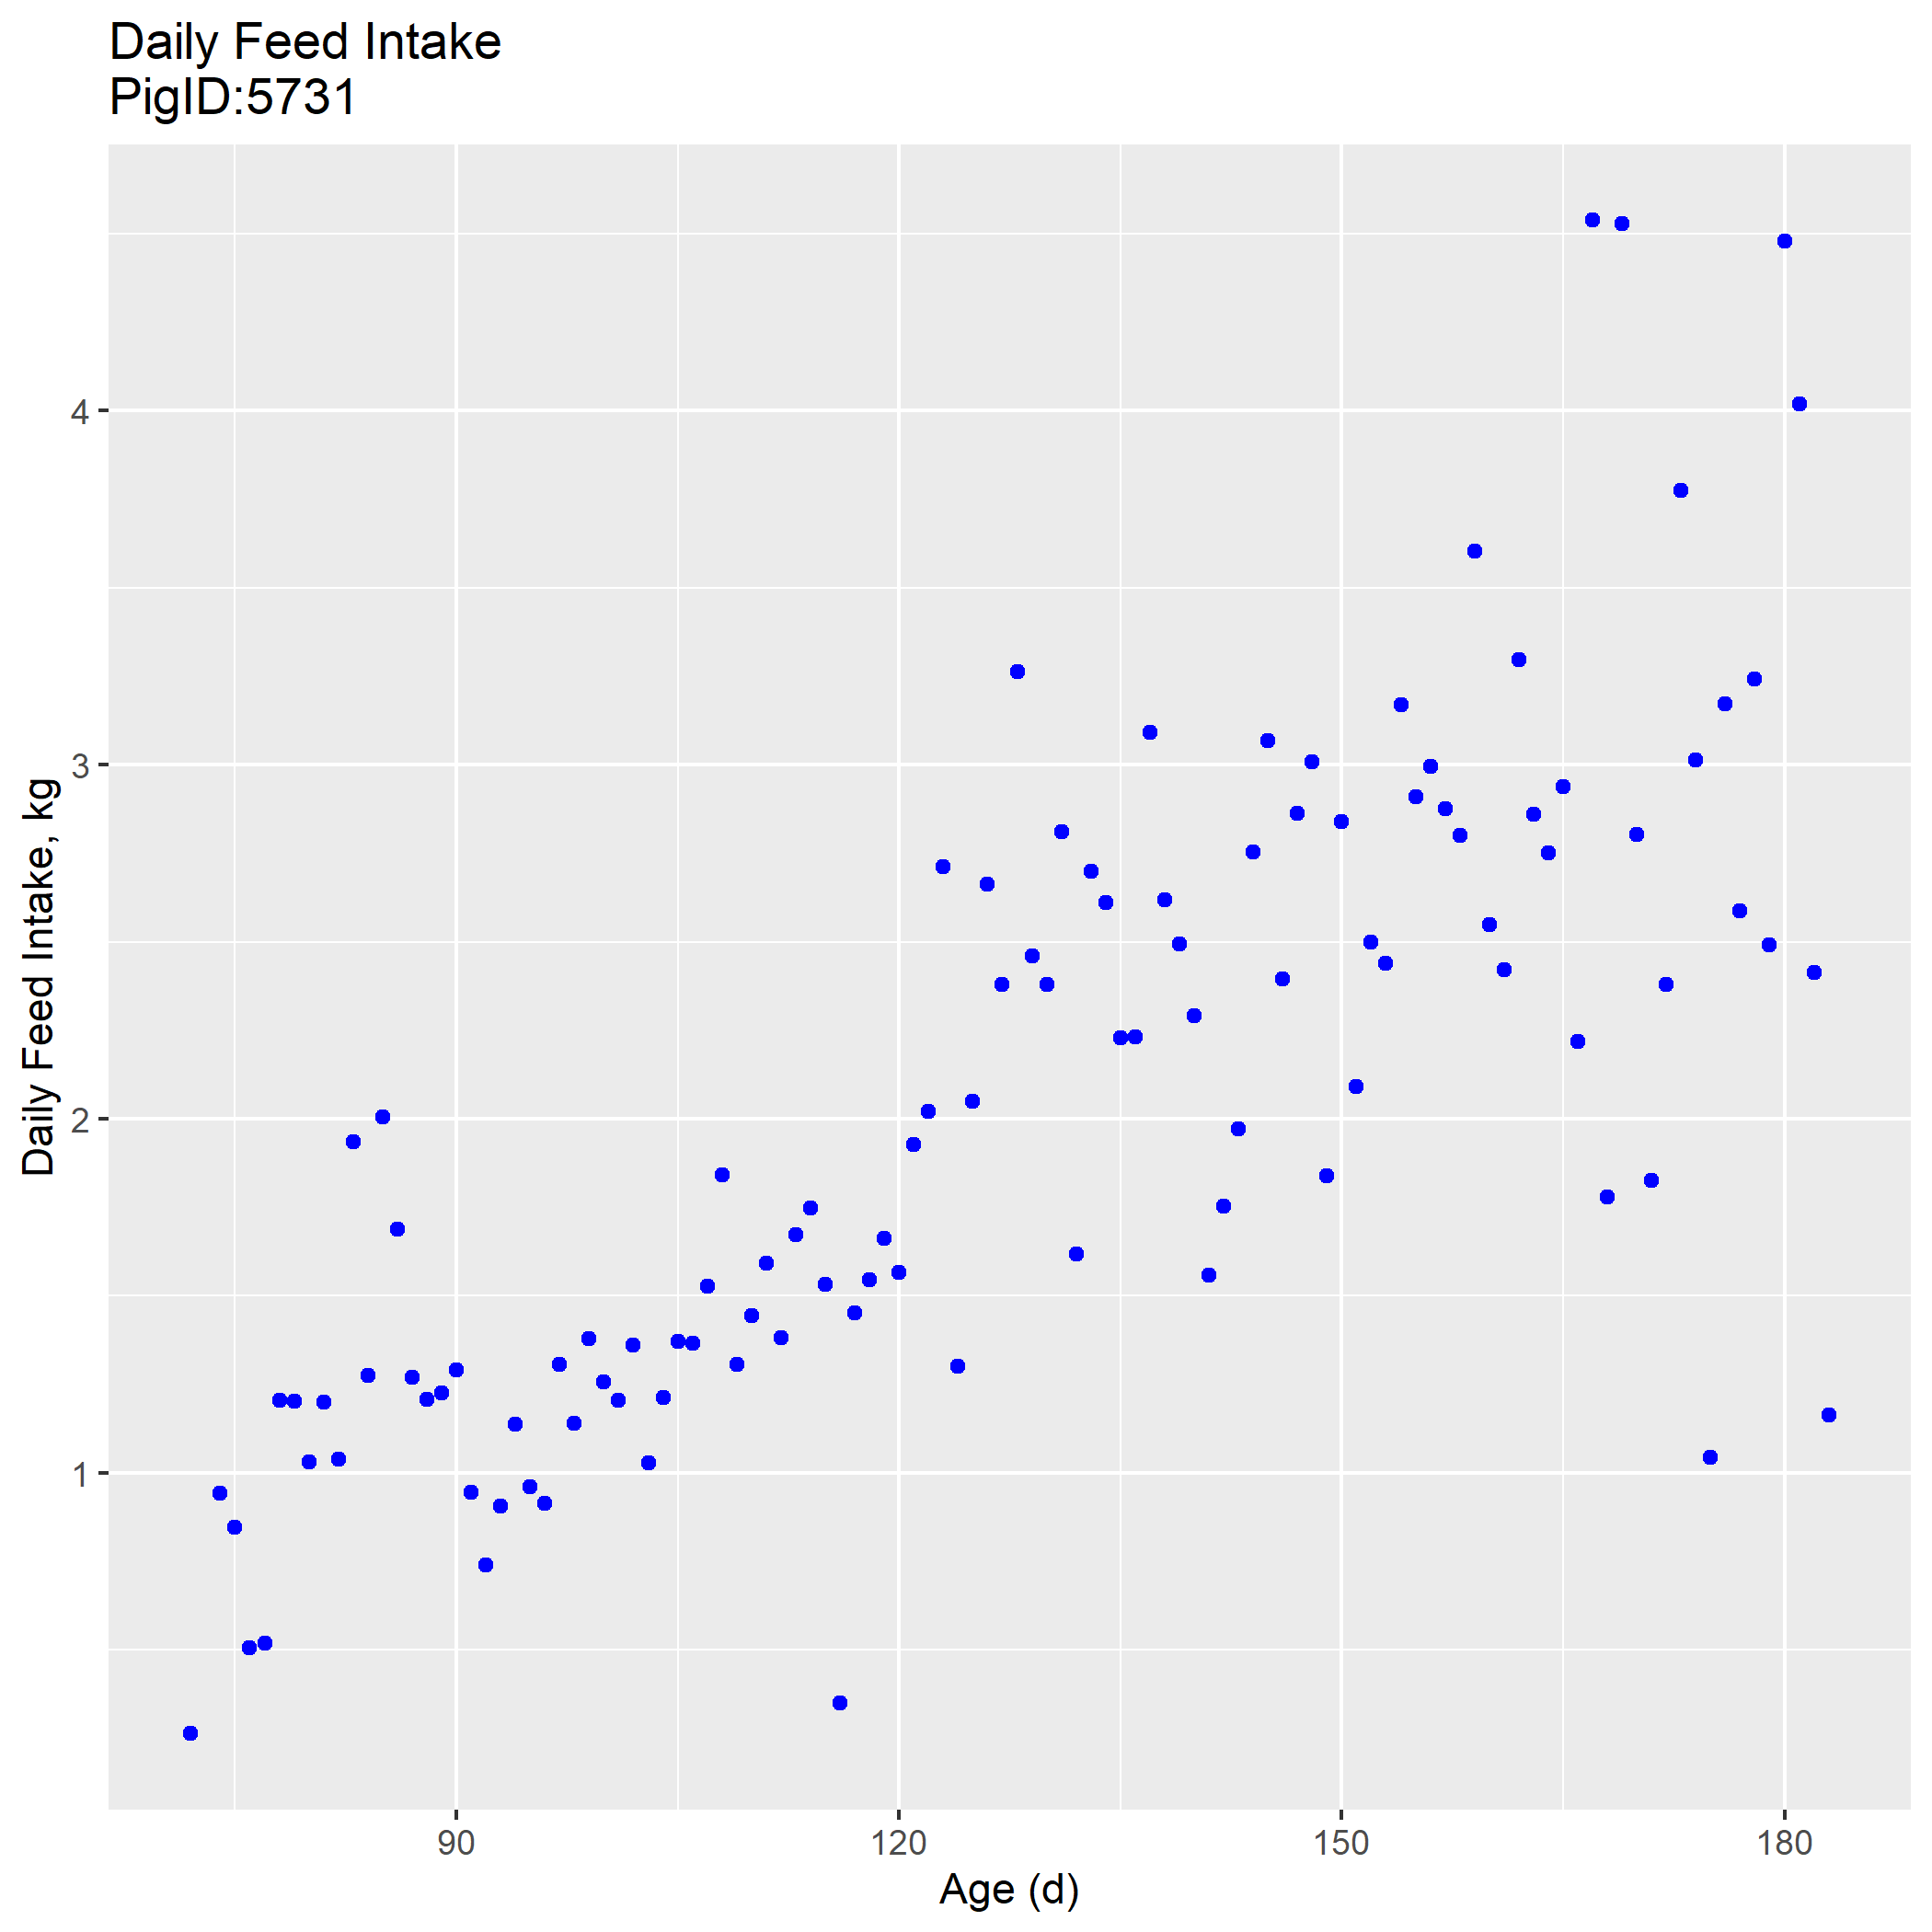 Daily Feed Intake
PigID:5731
4
3
2
1
Daily Feed Intake, kg
90
120
150
180
Age (d)